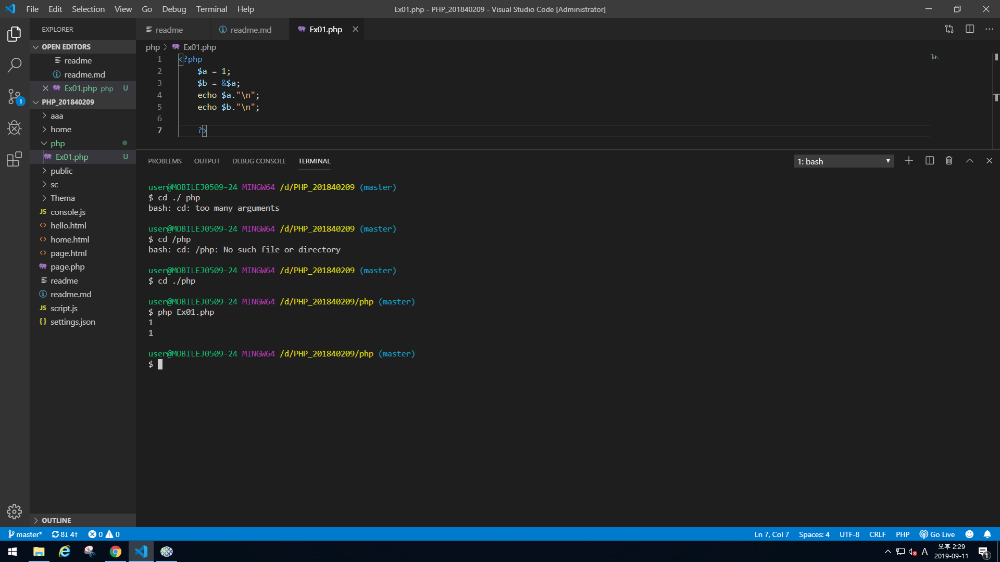 File Edit Selection View Go Debug Terminal Help
Ex01.php - PHP_201840209 - Visual Studio Code [Administrator]
EXPLORER
OPEN EDITORS
readme
readme.md
Ex01.php php U
PHP_201840209
aaa
home
php
Ex01.php U
public
sc
Thema
JS console.js
<> hello.html
<> home.html
<> page.html
page.php
readme
readme.md
JS script.js
{} settings.json
OUTLINE
1
readme
readme.md
Ex01.php
php > Ex01.php
1 <?php
2 $a = 1;
3 $b = &$a;
4 echo $a."\n";
5 echo $b."\n";
6
7 ?>
PROBLEMS OUTPUT DEBUG CONSOLE TERMINAL
1: bash
user@MOBILEJ0509-24 MINGW64 /d/PHP_201840209 (master)
$ cd ./ php
bash: cd: too many arguments
user@MOBILEJ0509-24 MINGW64 /d/PHP_201840209 (master)
$ cd /php
bash: cd: /php: No such file or directory
user@MOBILEJ0509-24 MINGW64 /d/PHP_201840209 (master)
$ cd ./php
user@MOBILEJ0509-24 MINGW64 /d/PHP_201840209/php (master)
$ php Ex01.php
1
1
user@MOBILEJ0509-24 MINGW64 /d/PHP_201840209/php (master)
$
master* 8↓ 4↑ 0 0
Ln 7, Col 7 Spaces: 4 UTF-8 CRLF PHP Go Live
A
오후 2:29
2019-09-11
1